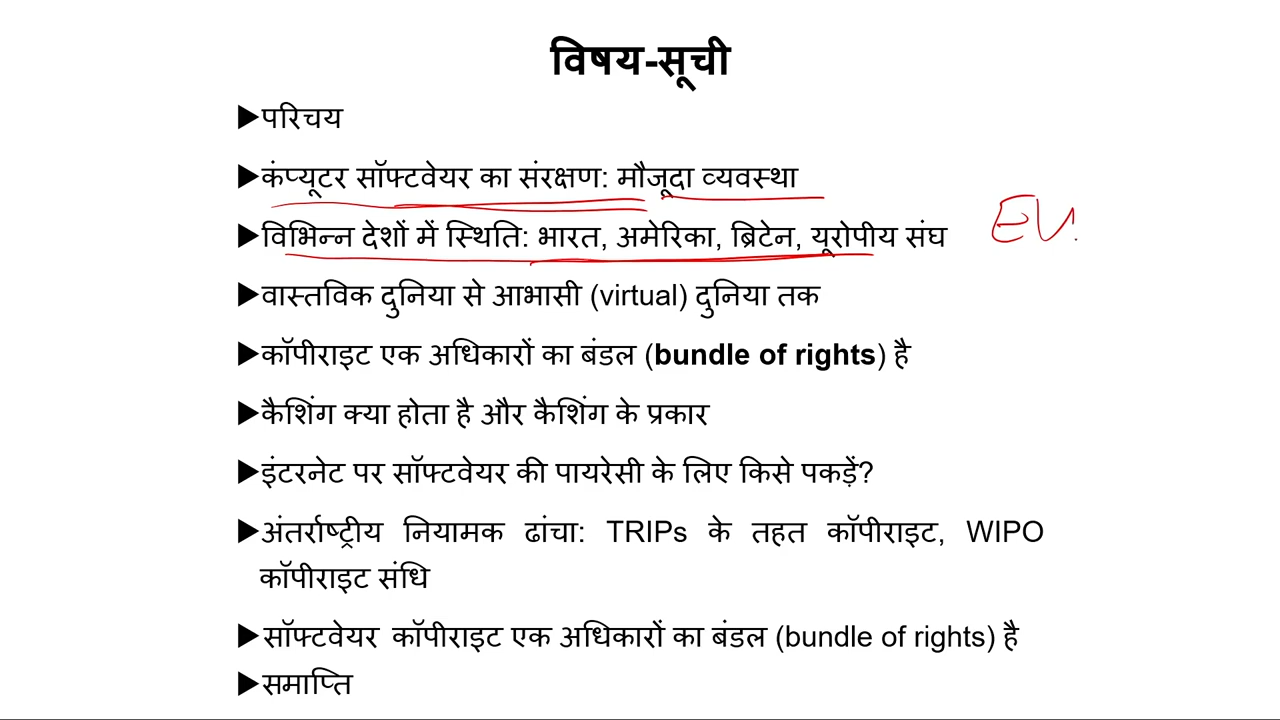 विषय-सूची
▶परिचय
▶कंप्यूटर सॉफ्टवेयर का संरक्षण: मौजूदा व्यवस्था
▶विभिन्न देशों में स्थिति: भारत, अमेरिका, ब्रिटेन, यूरोपीय संघ
EU
▶वास्तविक दुनिया से आभासी (virtual) दुनिया तक
▶कॉपीराइट एक अधिकारों का बंडल (bundle of rights) है
▶कैशिंग क्या होता है और कैशिंग के प्रकार
▶इंटरनेट पर सॉफ्टवेयर की पायरेसी के लिए किसे पकड़ें?
▶अंतर्राष्ट्रीय नियामक ढांचा: TRIPs के तहत कॉपीराइट, WIPO
कॉपीराइट संधि
▶सॉफ्टवेयर कॉपीराइट एक अधिकारों का बंडल (bundle of rights) है
▶समाप्ति